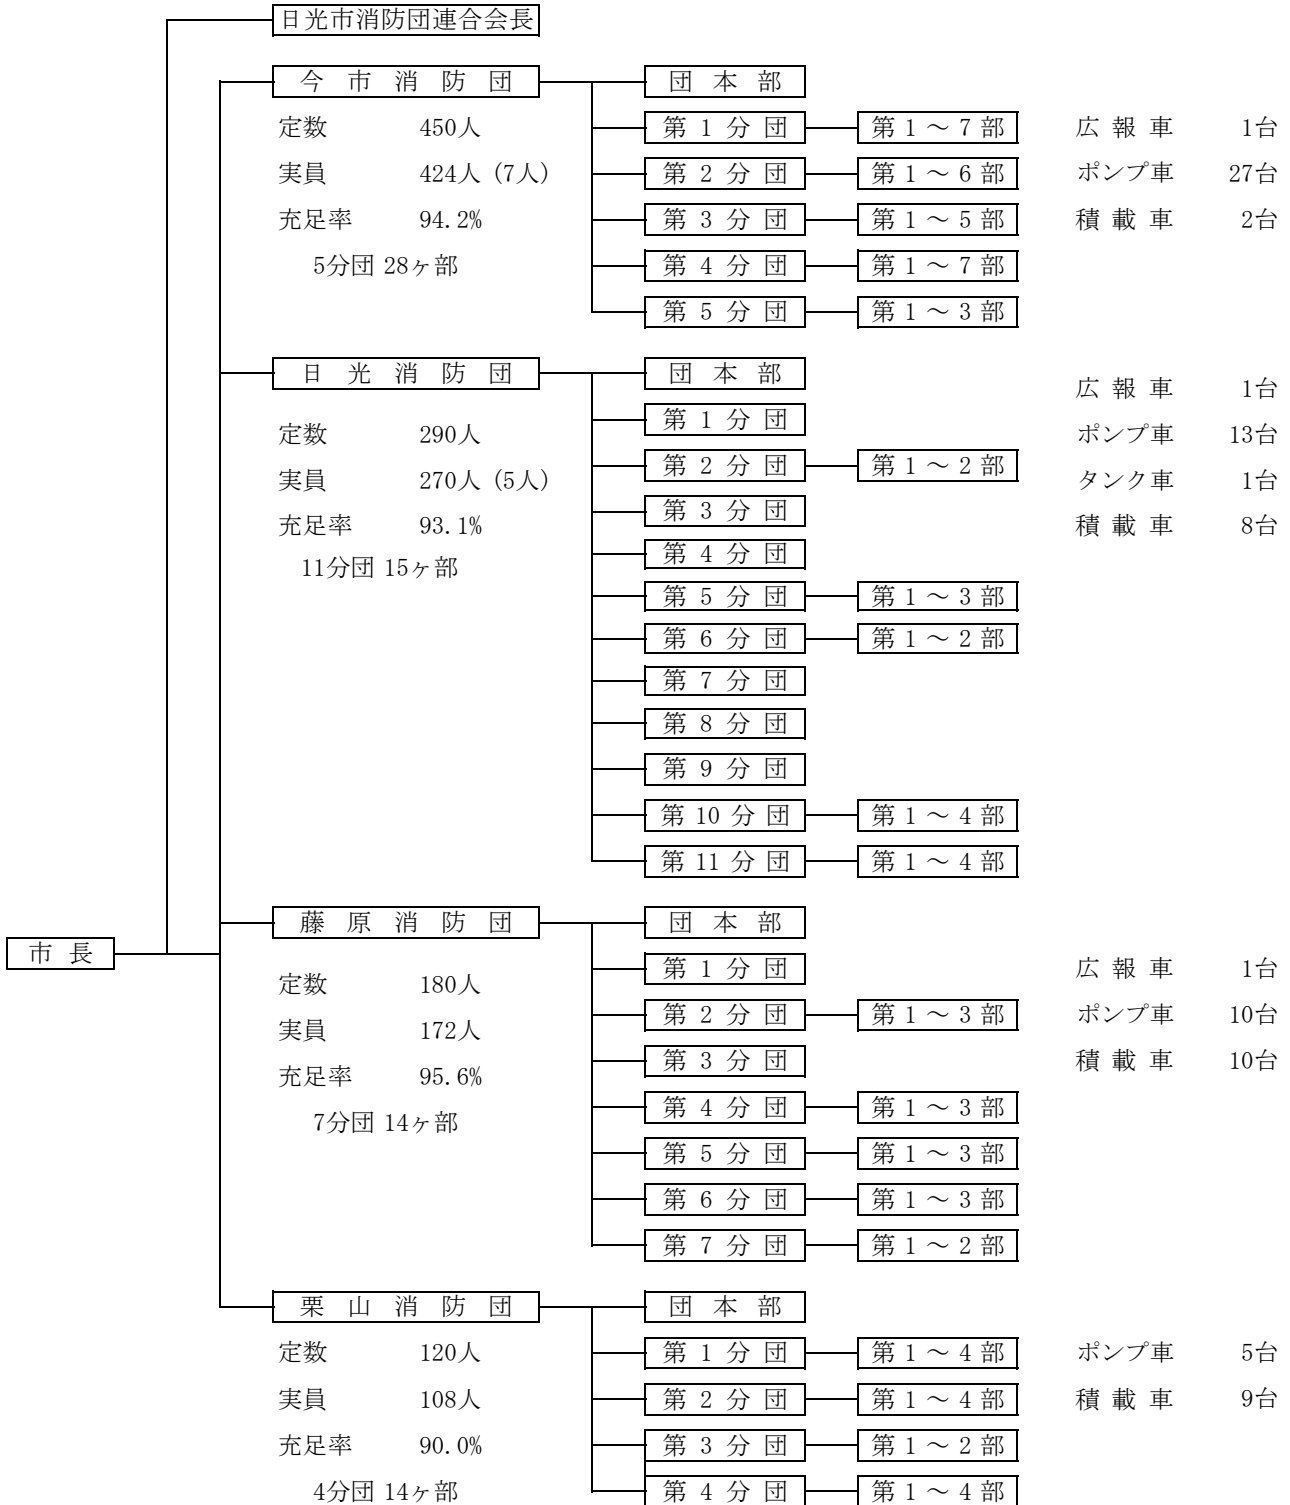 日光市消防団連合会長
今市消防団 団本部
定数 450人 第1分団 第1～7部 広報車 1台
実員 424人(7人) 第2分団 第1～6部 ポンプ車 27台
充足率 94.2% 第3分団 第1～5部 積載車 2台
5分団 28ヶ部 第4分団 第1～7部
第5分団 第1～3部
日光消防団 団本部
広報車 1台
第1分団
定数 290人 ポンプ車 13台
第2分団 第1～2部
実員 270人(5人) タンク車 1台
第3分団
充足率 93.1% 積載車 8台
第4分団
11分団 15ヶ部
第5分団 第1～3部
第6分団 第1～2部
第7分団
第8分団
第9分団
第10分団 第1～4部
第11分団 第1～4部
藤原消防団 団本部
市長
第1分団 広報車 1台
定数 180人
第2分団 第1～3部 ポンプ車 10台
実員 172人
第3分団 積載車 10台
充足率 95.6%
第4分団 第1～3部
7分団 14ヶ部
第5分団 第1～3部
第6分団 第1～3部
第7分団 第1～2部
栗山消防団 団本部
定数 120人 第1分団 第1～4部 ポンプ車 5台
実員 108人 第2分団 第1～4部 積載車 9台
充足率 90.0% 第3分団 第1～2部
4分団 14ヶ部 第4分団 第1～4部